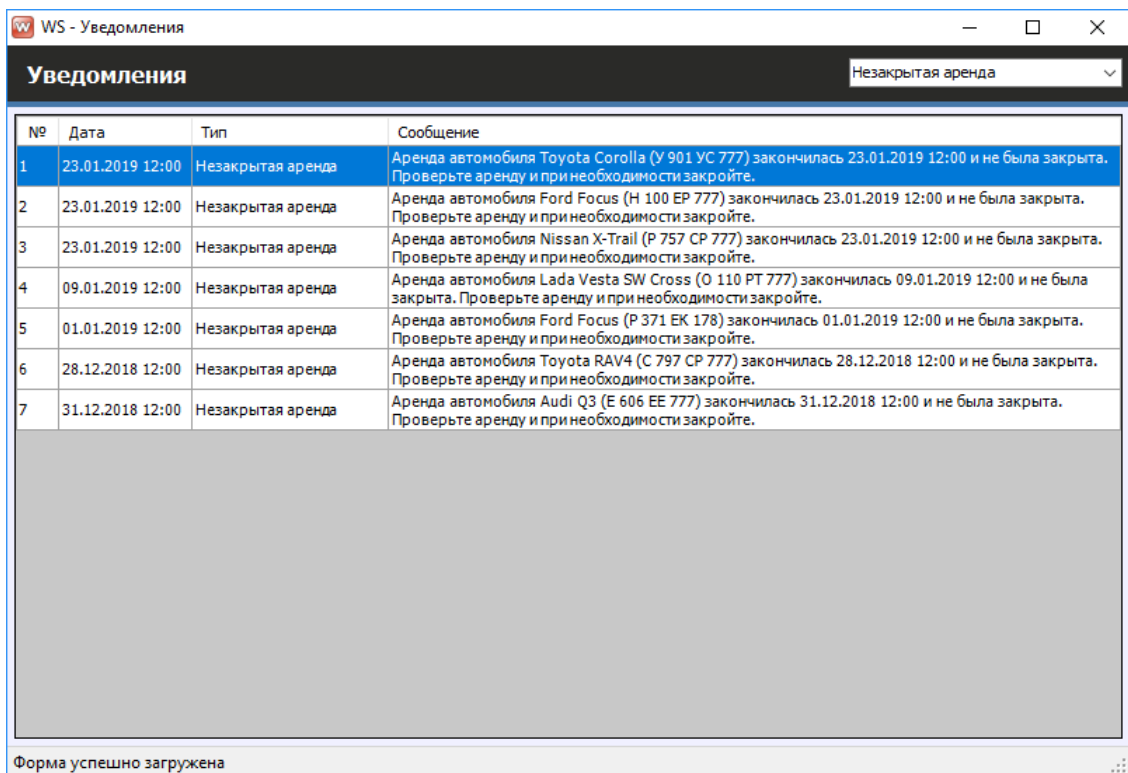 WS - Уведомления
Уведомления
Незакрытая аренда
№ Дата Тип Сообщение
1 23.01.2019 12:00 Незакрытая аренда Аренда автомобиля Toyota Corolla (У 901 УС 777) закончилась 23.01.2019 12:00 и не была закрыта.
Проверьте аренду и при необходимости закройте.
2 23.01.2019 12:00 Незакрытая аренда Аренда автомобиля Ford Focus (Н 100 ЕР 777) закончилась 23.01.2019 12:00 и не была закрыта.
Проверьте аренду и при необходимости закройте.
3 23.01.2019 12:00 Незакрытая аренда Аренда автомобиля Nissan X-Trail (Р 757 СР 777) закончилась 23.01.2019 12:00 и не была закрыта.
Проверьте аренду и при необходимости закройте.
4 09.01.2019 12:00 Незакрытая аренда Аренда автомобиля Lada Vesta SW Cross (О 110 РТ 777) закончилась 09.01.2019 12:00 и не была
закрыта. Проверьте аренду и при необходимости закройте.
5 01.01.2019 12:00 Незакрытая аренда Аренда автомобиля Ford Focus (Р 371 ЕК 178) закончилась 01.01.2019 12:00 и не была закрыта.
Проверьте аренду и при необходимости закройте.
6 28.12.2018 12:00 Незакрытая аренда Аренда автомобиля Toyota RAV4 (С 797 СР 777) закончилась 28.12.2018 12:00 и не была закрыта.
Проверьте аренду и при необходимости закройте.
7 31.12.2018 12:00 Незакрытая аренда Аренда автомобиля Audi Q3 (Е 606 ЕЕ 777) закончилась 31.12.2018 12:00 и не была закрыта.
Проверьте аренду и при необходимости закройте.
Форма успешно загружена